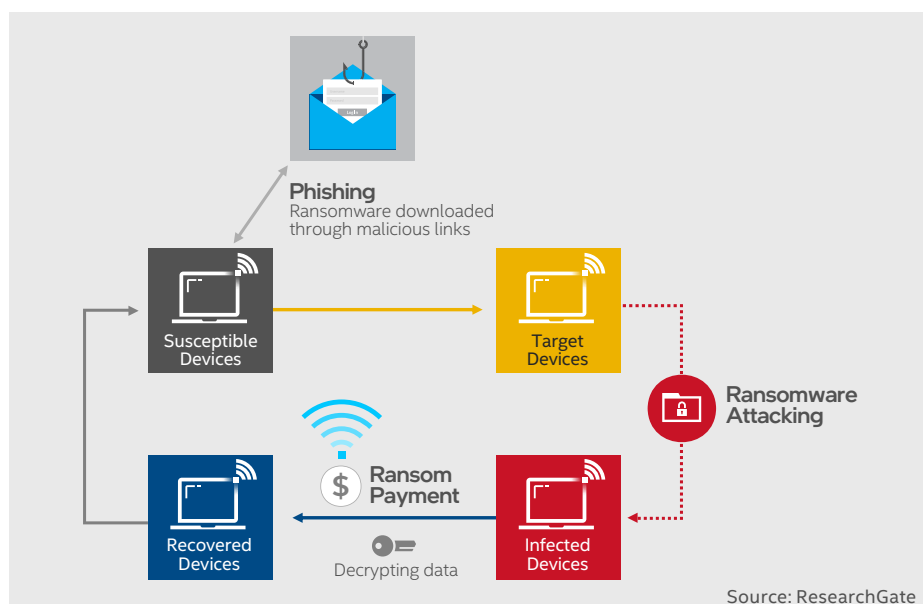 Phishing
Ransomware downloaded
through malicious links
Susceptible
Devices
Target
Devices
Ransomware
Attacking
$
Ransom
Payment
Recovered
Devices
Decrypting data
Infected
Devices
Source: ResearchGate